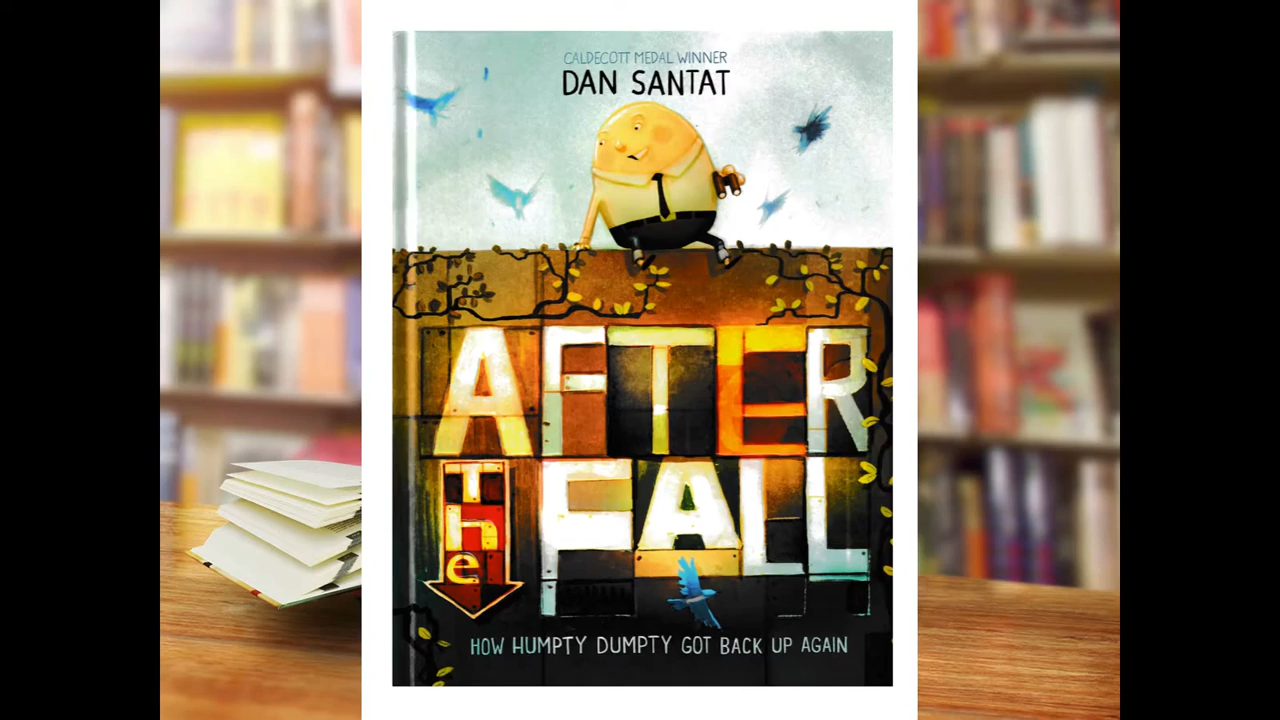 CALDECOTT MEDAL WINNER
DAN SANTAT
AFTER
The
FALL
HOW HUMPTY DUMPTY GOT BACK UP AGAIN